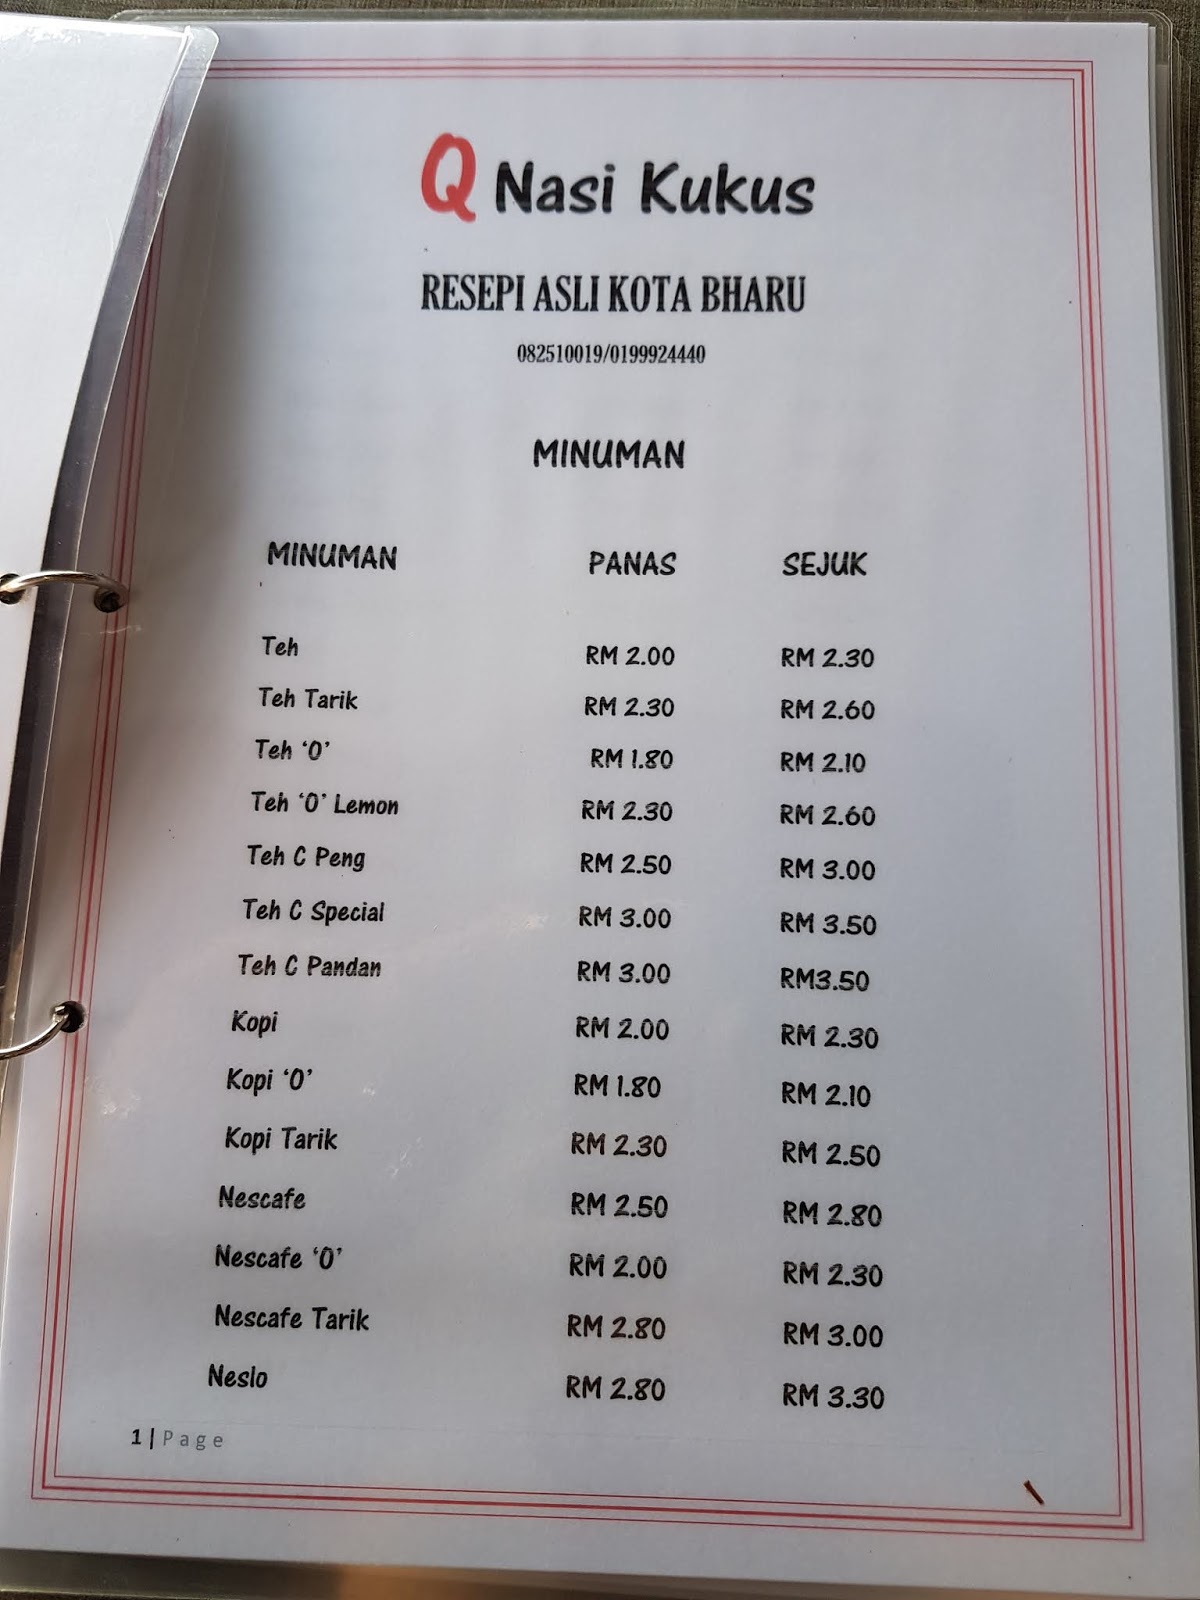 Q Nasi Kukus
RESEPI ASLI KOTA BHARU
082510019/0199924440
MINUMAN
MINUMAN PANAS SEJUK
Teh RM 2.00 RM 2.30
Teh Tarik RM 2.30 RM 2.60
Teh ‘O’ RM 1.80 RM 2.10
Teh ‘O’ Lemon RM 2.30 RM 2.60
Teh C Peng RM 2.50 RM 3.00
Teh C Special RM 3.00 RM 3.50
Teh C Pandan RM 3.00 RM3.50
Kopi RM 2.00 RM 2.30
Kopi ‘O’ RM 1.80 RM 2.10
Kopi Tarik RM 2.30 RM 2.50
Nescafe RM 2.50 RM 2.80
Nescafe ‘O’ RM 2.00 RM 2.30
Nescafe Tarik RM 2.80 RM 3.00
Neslo RM 2.80 RM 3.30
1 | Page